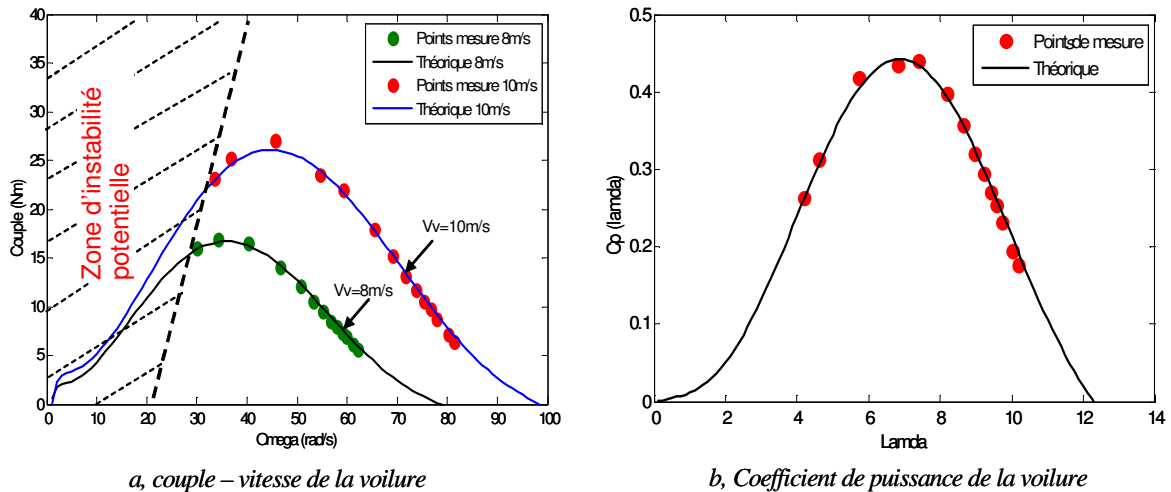 40
35
30
25
20
15
10
5
0
Couple (Nm)
Zone d'instabilité
potentielle
Points mesure 8m/s
Théorique 8m/s
Points mesure 10m/s
Théorique 10m/s
Vv=10m/s
Vv=8m/s
0 10 20 30 40 50 60 70 80 90 100
Omega (rad/s)
a, couple – vitesse de la voilure
0.5
0.4
0.3
0.2
0.1
0
Cp (lamda)
Points de mesure
Théorique
0 2 4 6 8 10 12 14
Lamda
b, Coefficient de puissance de la voilure